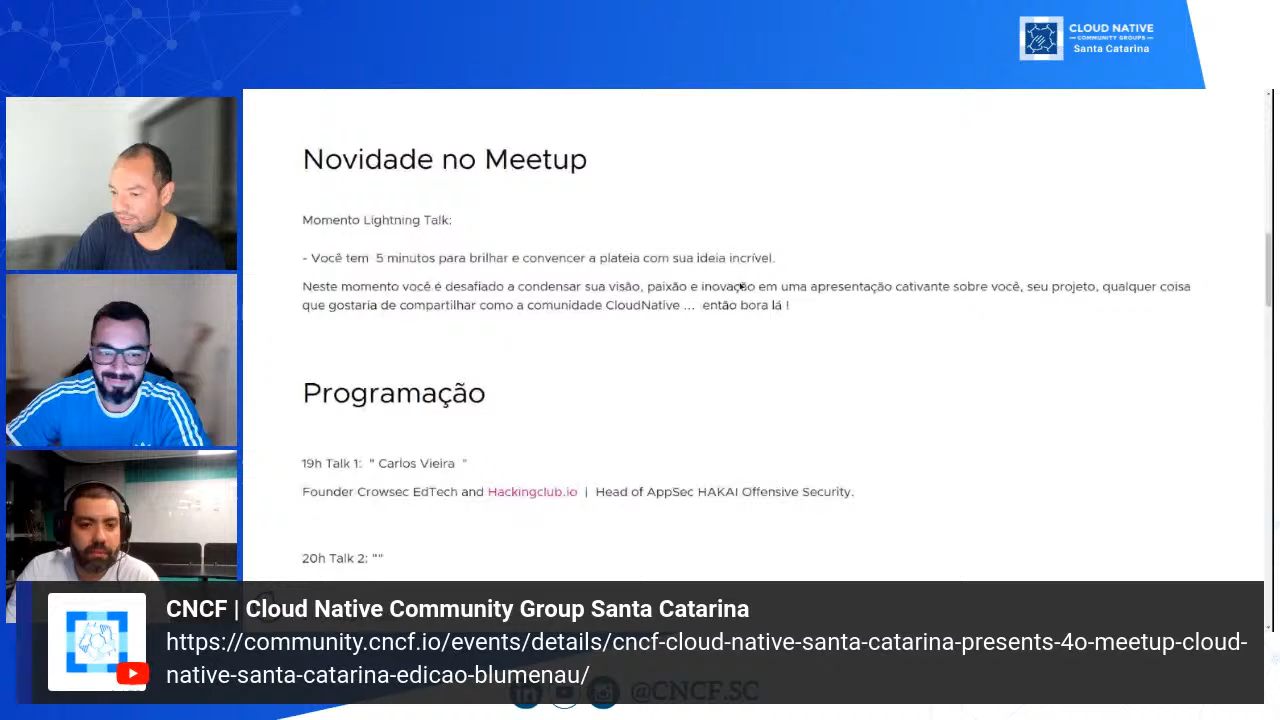 CLOUD NATIVE
COMMUNITY GROUPS
Santa Catarina
Novidade no Meetup
Momento Lightning Talk:
- Você tem 5 minutos para brilhar e convencer a plateia com sua ideia incrível.
Neste momento você é desafiado a condensar sua visão, paixão e inovação em uma apresentação cativante sobre você, seu projeto, qualquer coisa
que gostaria de compartilhar como a comunidade CloudNative ... então bora lá !
Programação
19h Talk 1: " Carlos Vieira "
Founder Crowsec EdTech and Hackingclub.io | Head of AppSec HAKAI Offensive Security.
20h Talk 2: ""
CNCF | Cloud Native Community Group Santa Catarina
https://community.cncf.io/events/details/cncf-cloud-native-santa-catarina-presents-4o-meetup-cloud-
native-santa-catarina-edicao-blumenau/
@CNCF.SC